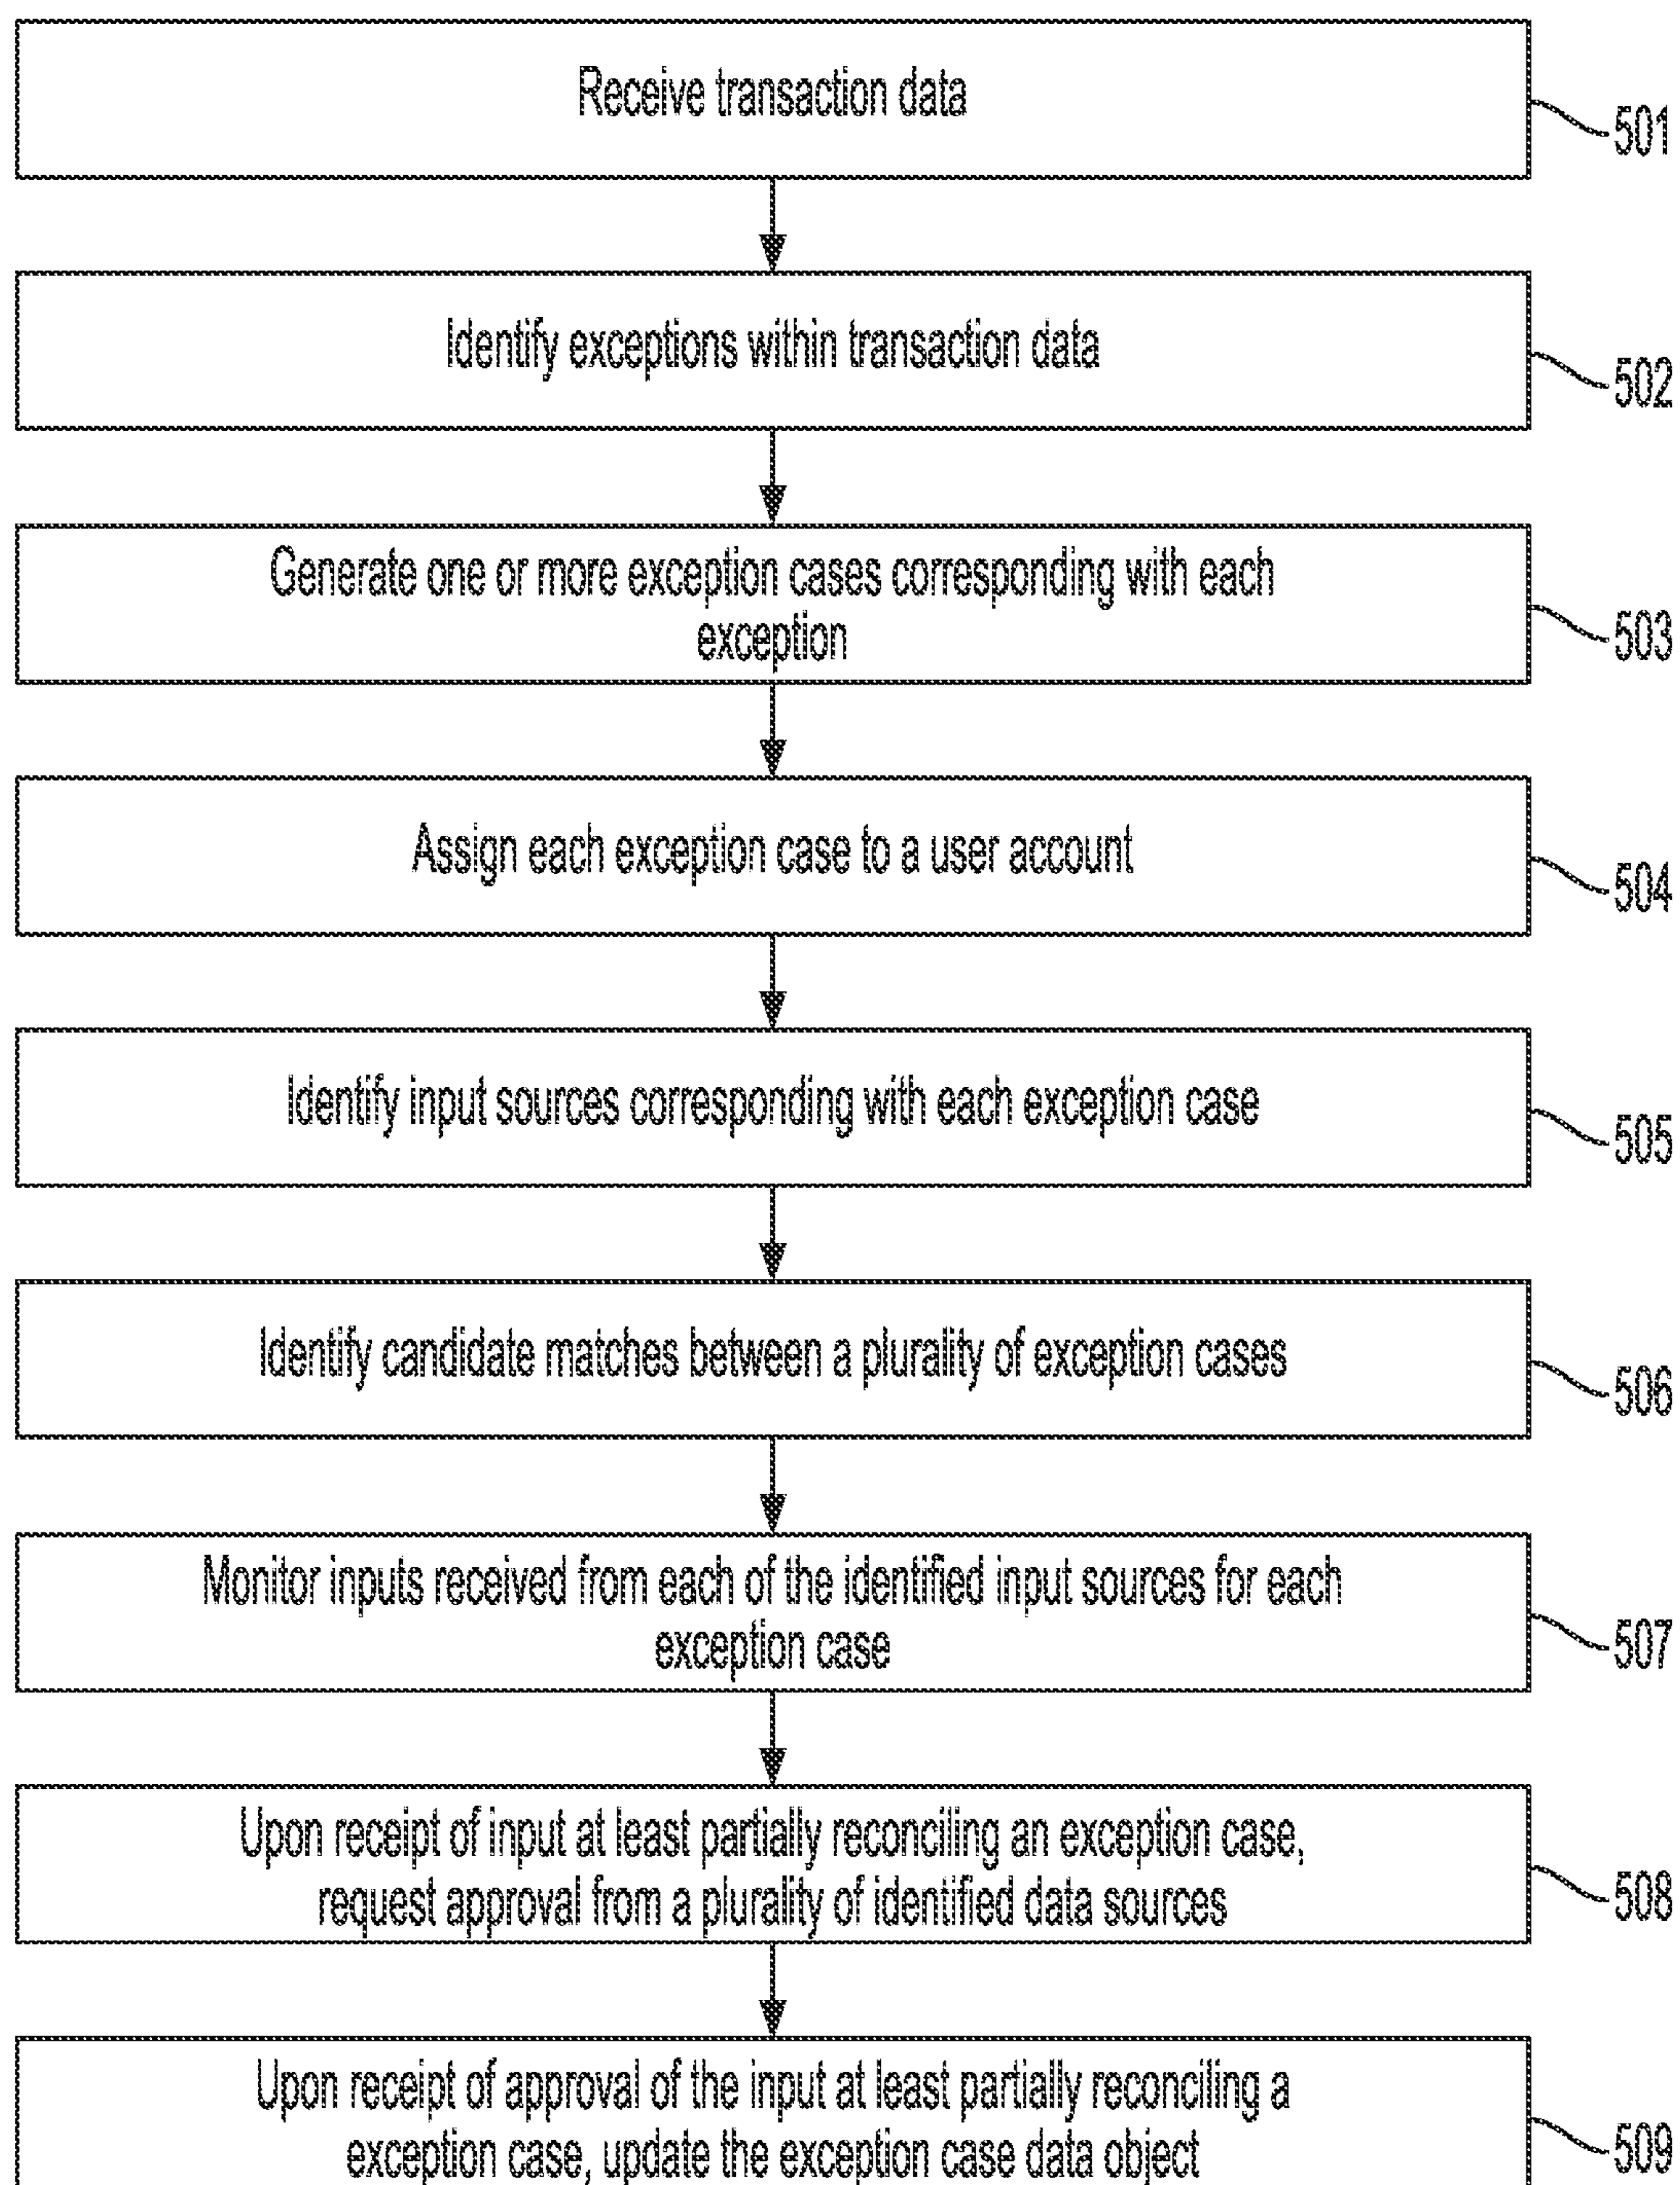 Receive transaction data
501
Identify exceptions within transaction data
502
Generate one or more exception cases corresponding with each
exception
503
Assign each exception case to a user account
504
Identify input sources corresponding with each exception case
505
Identify candidate matches between a plurality of exception cases
506
Monitor inputs received from each of the identified input sources for each
exception case
507
Upon receipt of input at least partially reconciling an exception case,
request approval from a plurality of identified data sources
508
Upon receipt of approval of the input at least partially reconciling a
exception case, update the exception case data object
509